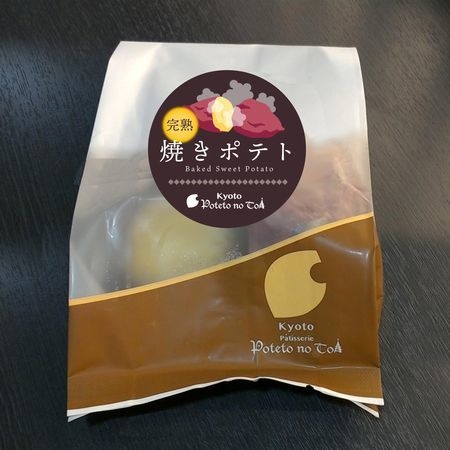 完熟
焼きポテト
Baked Sweet Potato
Kyoto
Poteto no ToA
Kyoto
Pâtisserie
Poteto no ToA